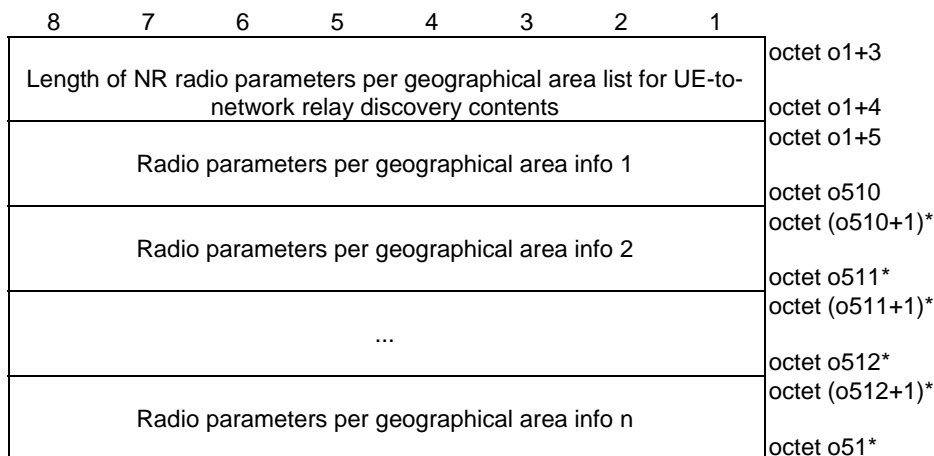 8 7 6 5 4 3 2 1
octet o1+3
Length of NR radio parameters per geographical area list for UE-to-
network relay discovery contents
octet o1+4
octet o1+5
Radio parameters per geographical area info 1
octet o510
octet (o510+1)*
Radio parameters per geographical area info 2
octet o511*
octet (o511+1)*
...
octet o512*
octet (o512+1)*
Radio parameters per geographical area info n
octet o51*